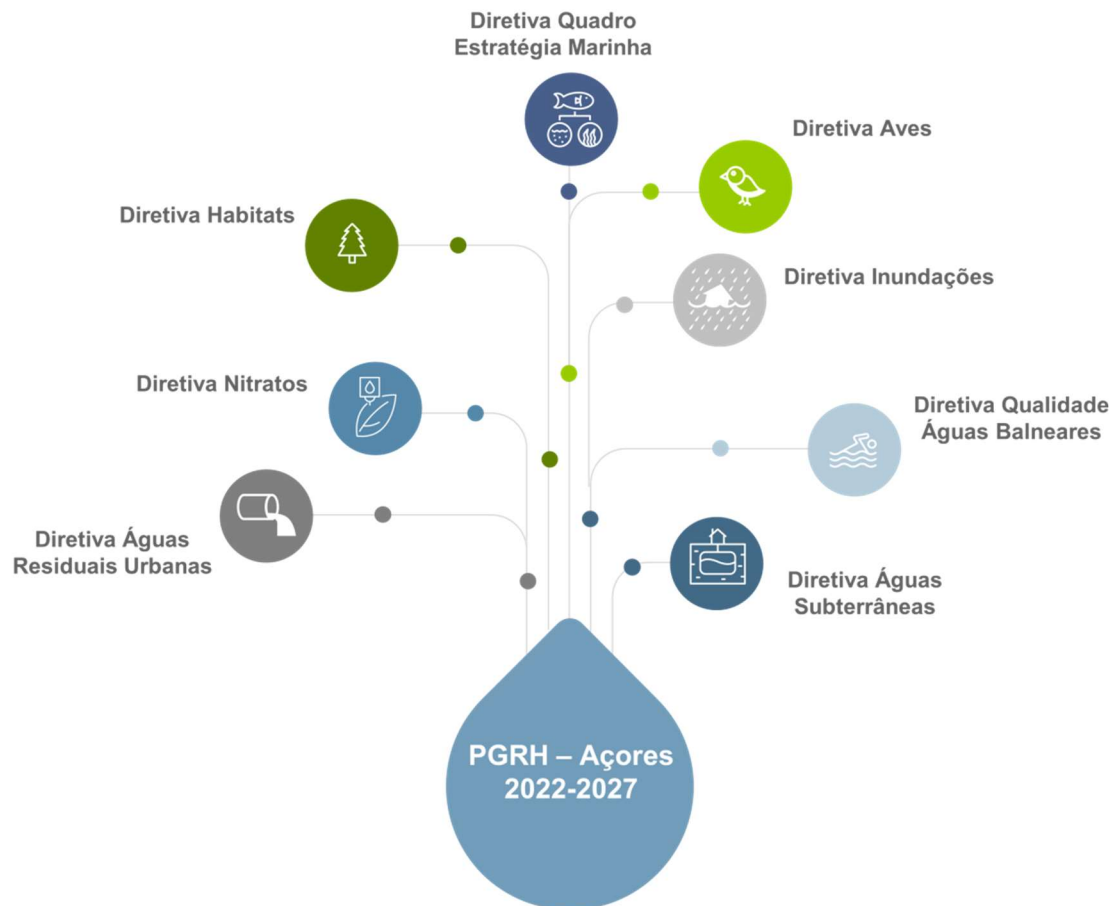 Diretiva Quadro
Estratégia Marinha
Diretiva Aves
Diretiva Habitats
Diretiva Inundações
Diretiva Nitratos
Diretiva Qualidade
Águas Balneares
Diretiva Águas
Residuais Urbanas
Diretiva Águas
Subterrâneas
PGRH – Açores
2022-2027